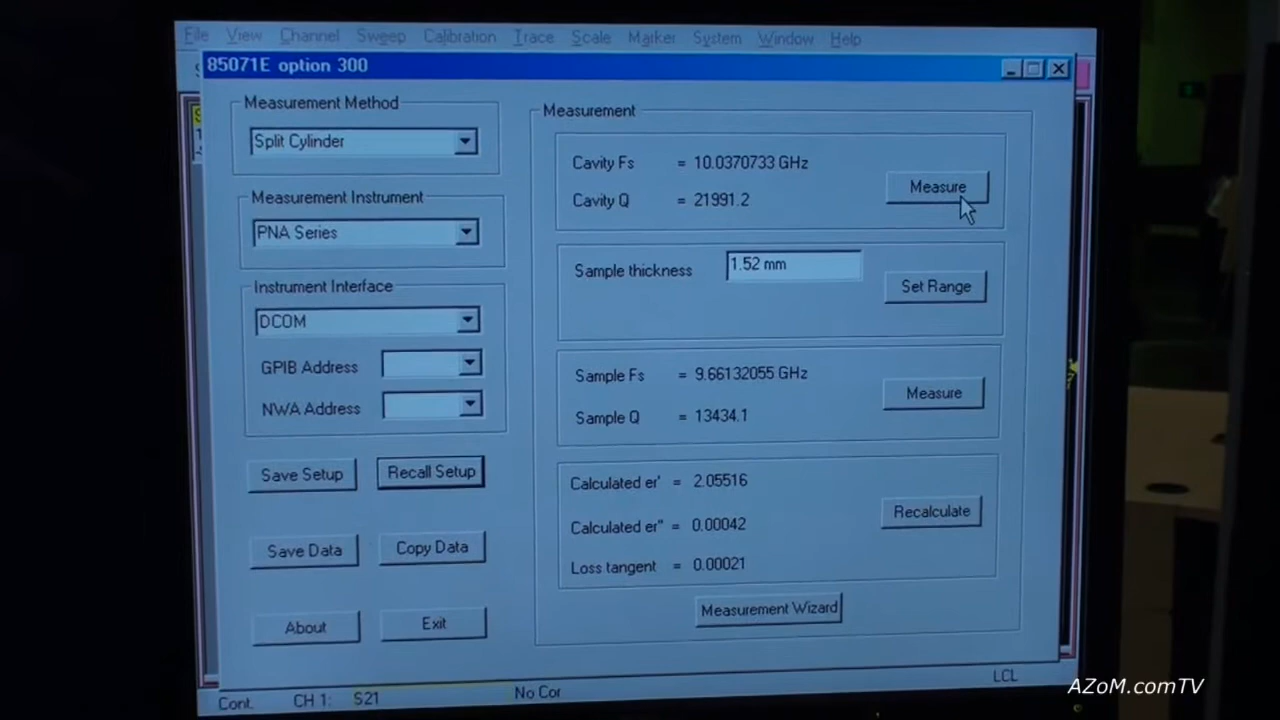 File View Channel Sweep Calibration Trace Scale Marker System Window Help
85071E option 300
Measurement Method
Split Cylinder
Measurement Instrument
PNA Series
Instrument Interface
DCOM
GPIB Address
NWA Address
Save Setup Recall Setup
Save Data Copy Data
About Exit
Measurement
Cavity Fs = 10.0370733 GHz
Cavity Q = 21991.2
Measure
Sample thickness 1.52 mm
Set Range
Sample Fs = 9.66132055 GHz
Sample Q = 13434.1
Measure
Calculated er' = 2.05516
Calculated er" = 0.00042
Loss tangent = 0.00021
Recalculate
Measurement Wizard
Cont. CH 1: S21 No Cor LCL
AZoM.comTV